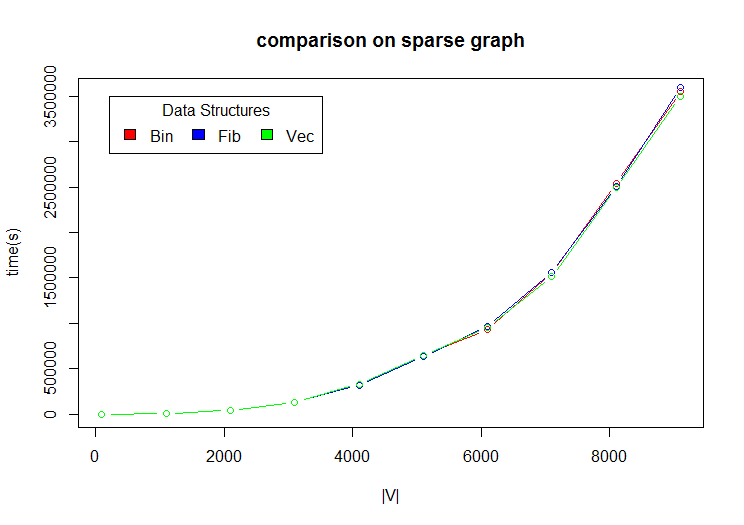 comparison on sparse graph
Data Structures
Bin Fib Vec
time(s)
3500000
2500000
1500000
500000
0
0 2000 4000 6000 8000
|V|